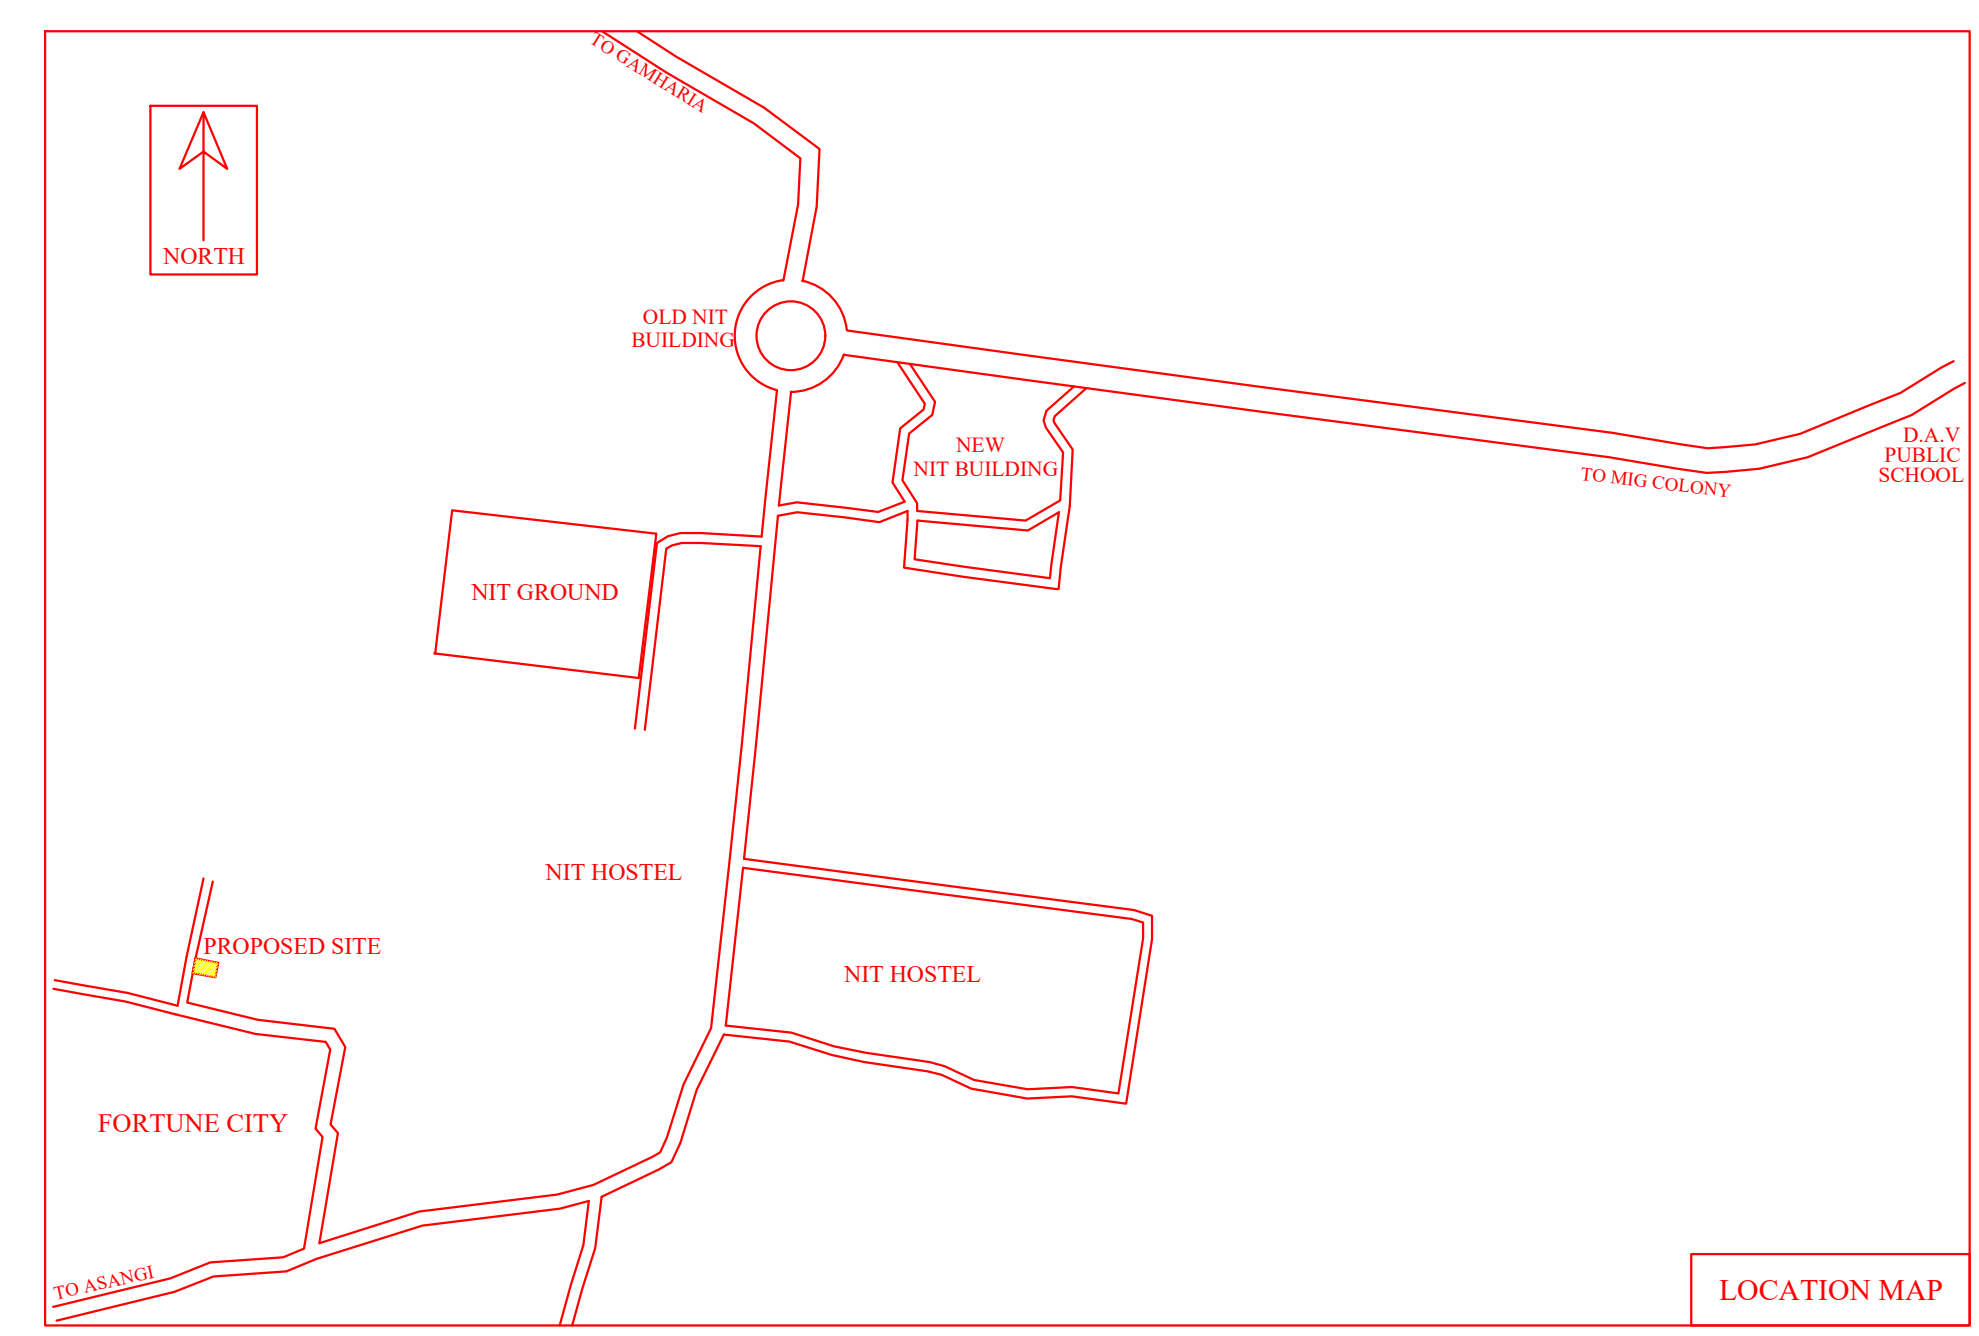 TO GAMHARIA
NORTH
OLD NIT
BUILDING
NEW
NIT BUILDING
D.A.V
PUBLIC
SCHOOL
TO MIG COLONY
NIT GROUND
NIT HOSTEL
PROPOSED SITE
NIT HOSTEL
FORTUNE CITY
TO ASANGI
LOCATION MAP